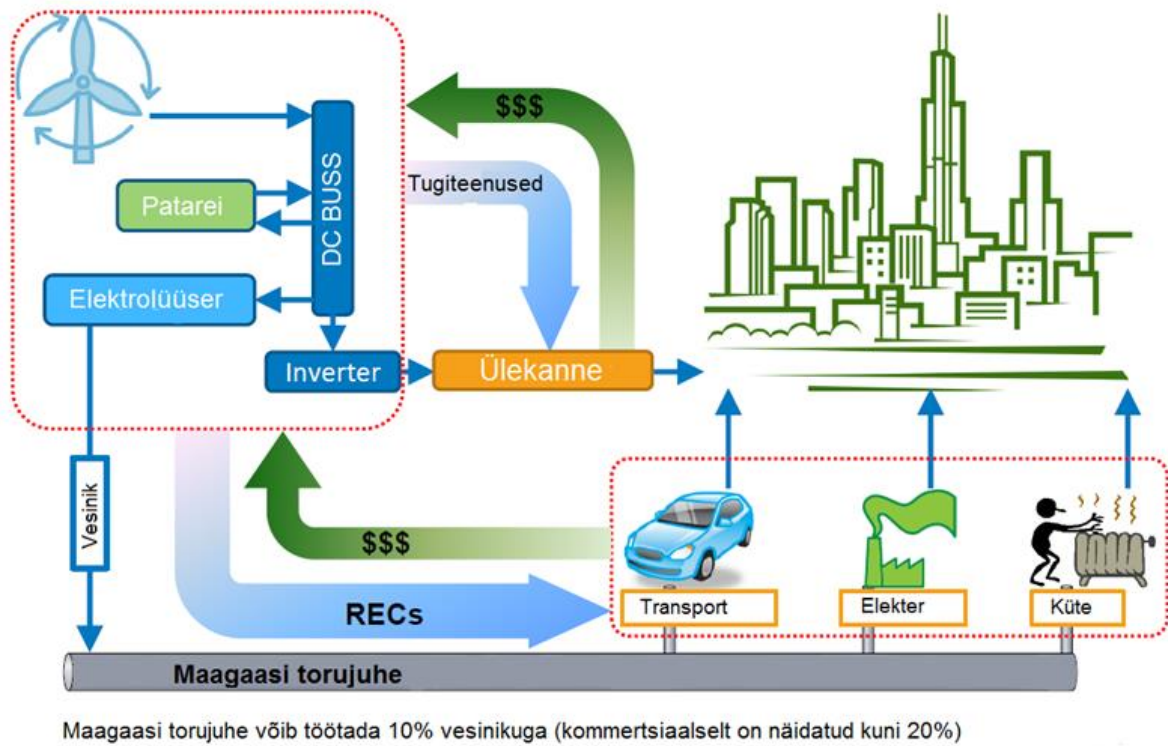 $$$
Tugiteenused
DC BUSS
Patarei
Elektrolüüser
Inverter
Ülekanne
Vesinik
$$$
RECs
Transport
Elekter
Küte
Maagaasi torujuhe
Maagaasi torujuhe võib töötada 10% vesinikuga (kommertsiaalselt on näidatud kuni 20%)